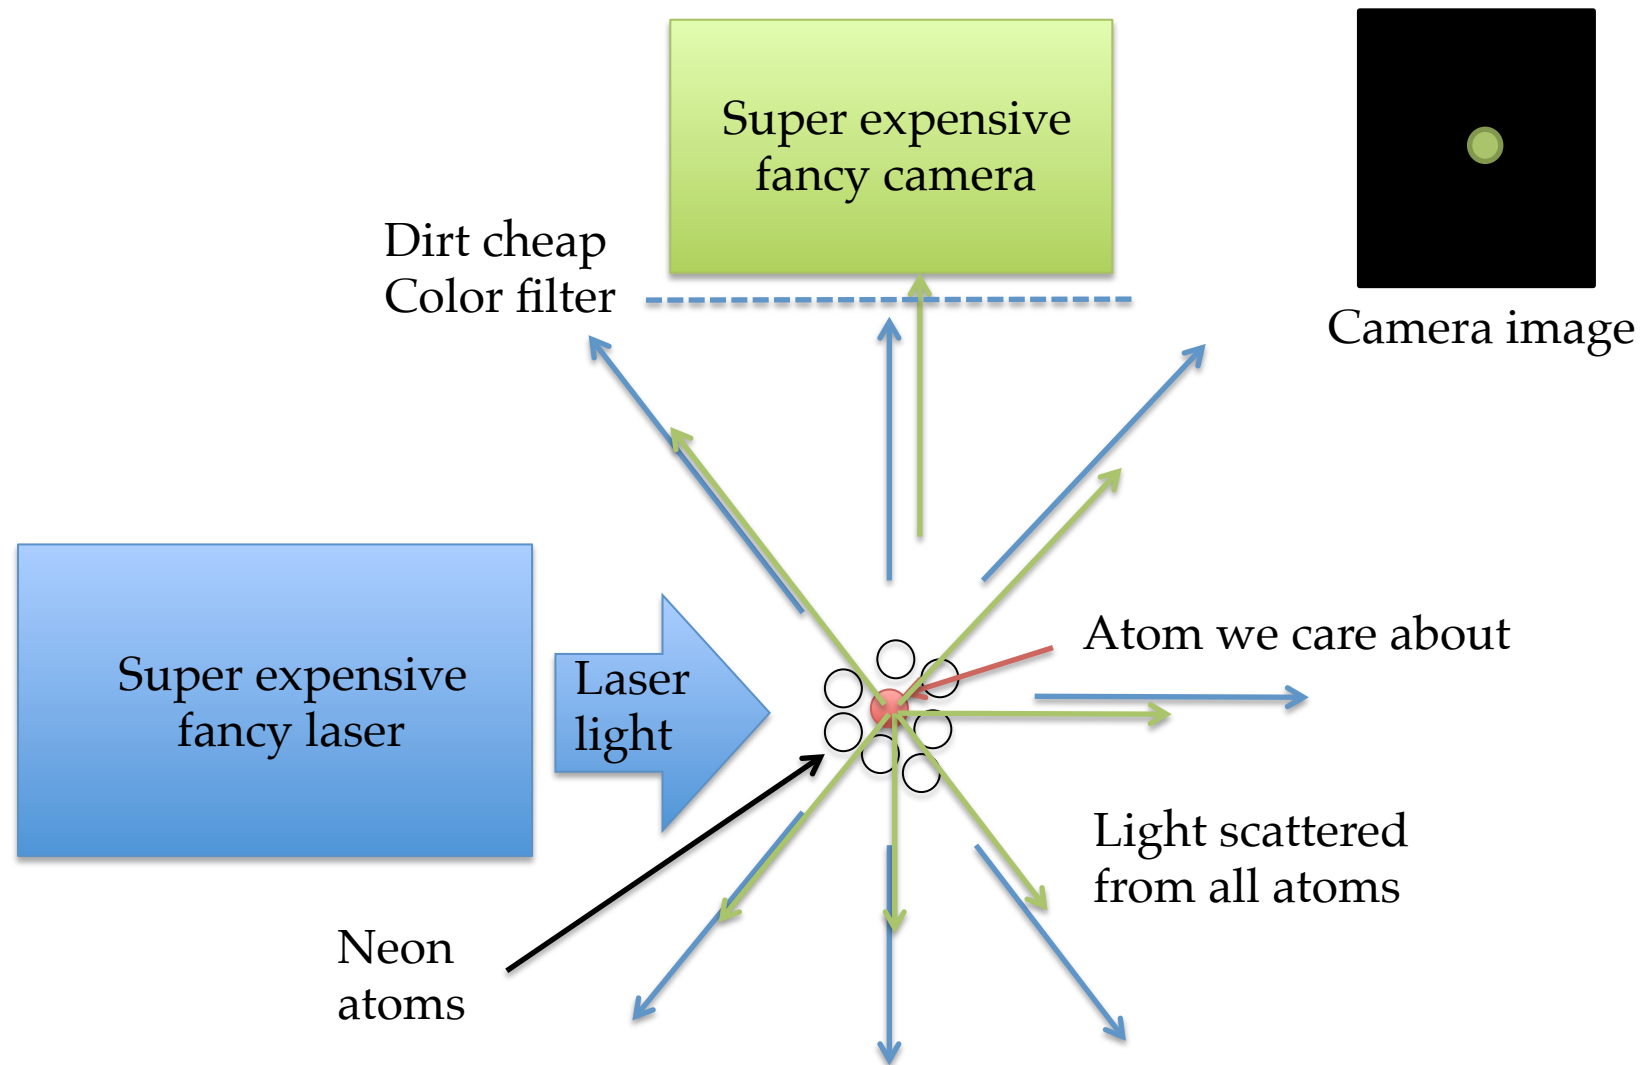 Super expensive
fancy camera
Dirt cheap
Color filter
Camera image
Super expensive
fancy laser
Laser
light
Atom we care about
Light scattered
from all atoms
Neon
atoms